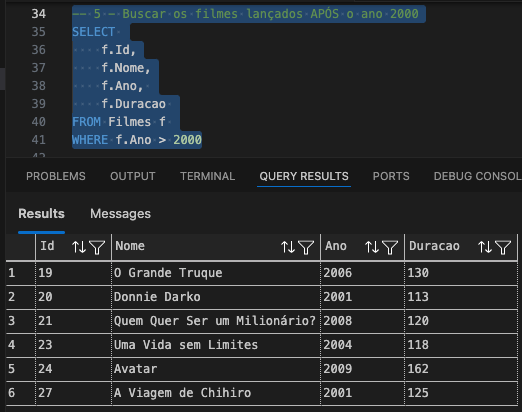 34 -- 5 - Buscar os filmes lançados APÓS o ano 2000
35 SELECT
36 f.Id,
37 f.Nome,
38 f.Ano,
39 f.Duracao
40 FROM Filmes f
41 WHERE f.Ano > 2000
PROBLEMS OUTPUT TERMINAL QUERY RESULTS PORTS DEBUG CONSOL
Results Messages
Id Nome Ano Duracao
1 19 O Grande Truque 2006 130
2 20 Donnie Darko 2001 113
3 21 Quem Quer Ser um Milionário? 2008 120
4 23 Uma Vida sem Limites 2004 118
5 24 Avatar 2009 162
6 27 A Viagem de Chihiro 2001 125